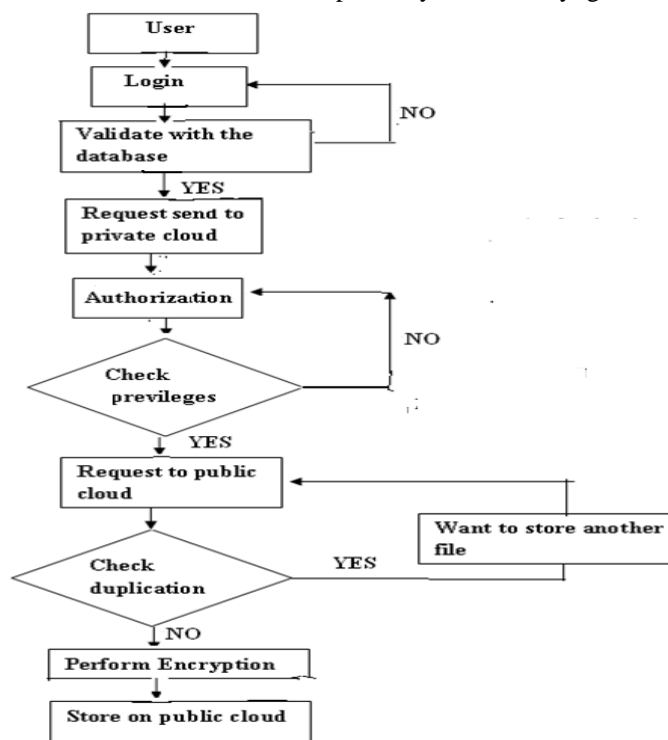 User
Login
NO
Validate with the
database
YES
Request send to
private cloud
Authorization
NO
Check
previleges
YES
Request to public
cloud
Want to store another
file
Check
duplication
YES
NO
Perform Encryption
Store on public cloud